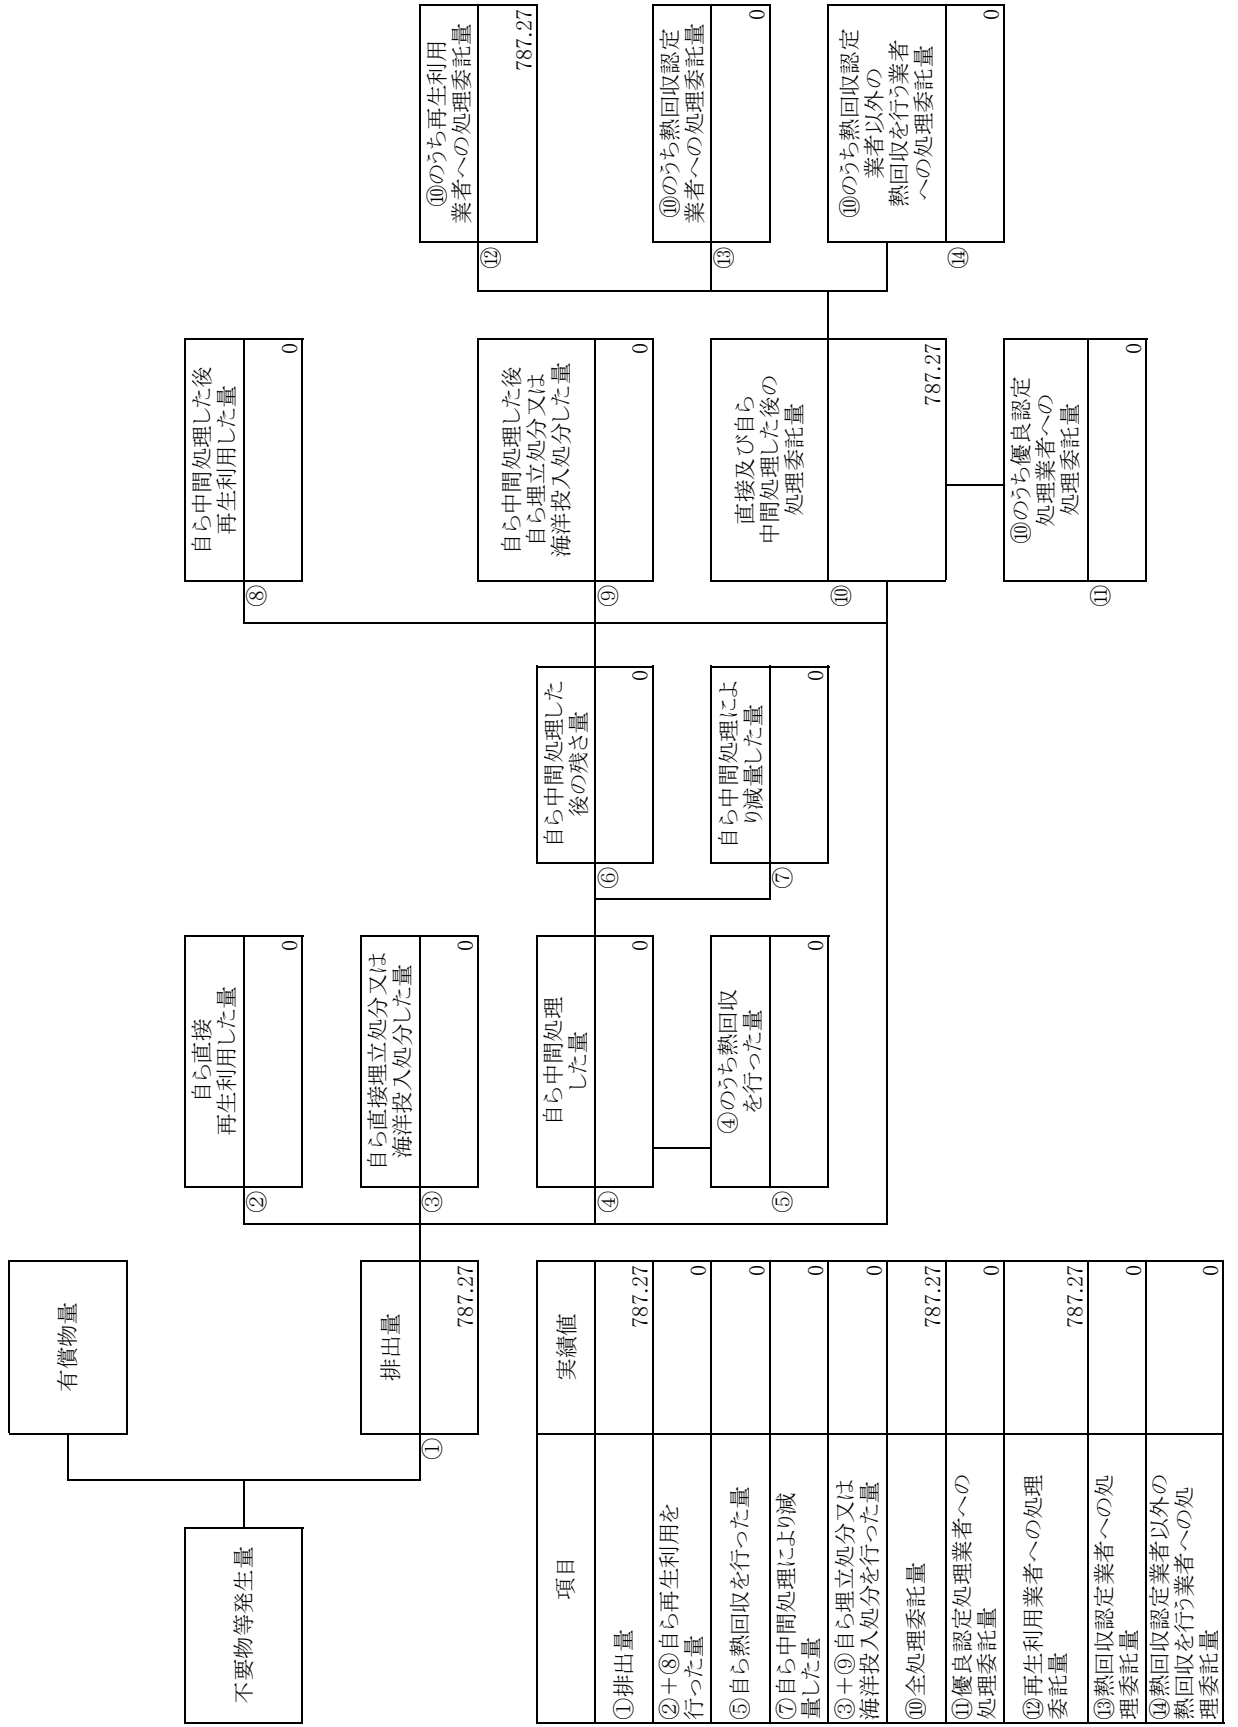 不要物等発生量
有償物量
排出量
①
787.27
自ら直接
再生利用した量
②
0
自ら直接埋立処分又は
海洋投入処分した量
③
0
自ら中間処理
した量
④
0
④のうち熱回収
を行った量
⑤
0
自ら中間処理した
後の残さ量
⑥
0
自ら中間処理によ
り減量した量
⑦
0
自ら中間処理した後
再生利用した量
⑧
0
自ら中間処理した後
自ら埋立処分又は
海洋投入処分した量
⑨
0
直接及び自ら
中間処理した後の
処理委託量
⑩
787.27
⑩のうち優良認定
処理業者への
処理委託量
⑪
0
⑩のうち再生利用
業者への処理委託量
⑫
787.27
⑩のうち熱回収認定
業者への処理委託量
⑬
0
⑩のうち熱回収認定
業者以外の
熱回収を行う業者
への処理委託量
⑭
0
項目 実績値
①排出量 787.27
②+⑧自ら再生利用を
行った量 0
⑤自ら熱回収を行った量 0
⑦自ら中間処理により減
量した量 0
③+⑨自ら埋立処分又は
海洋投入処分を行った量 0
⑩全処理委託量 787.27
⑪優良認定処理業者への
処理委託量 0
⑫再生利用業者への処理
委託量 787.27
⑬熱回収認定業者への処
理委託量 0
⑭熱回収認定業者以外の
熱回収を行う業者への処
理委託量 0